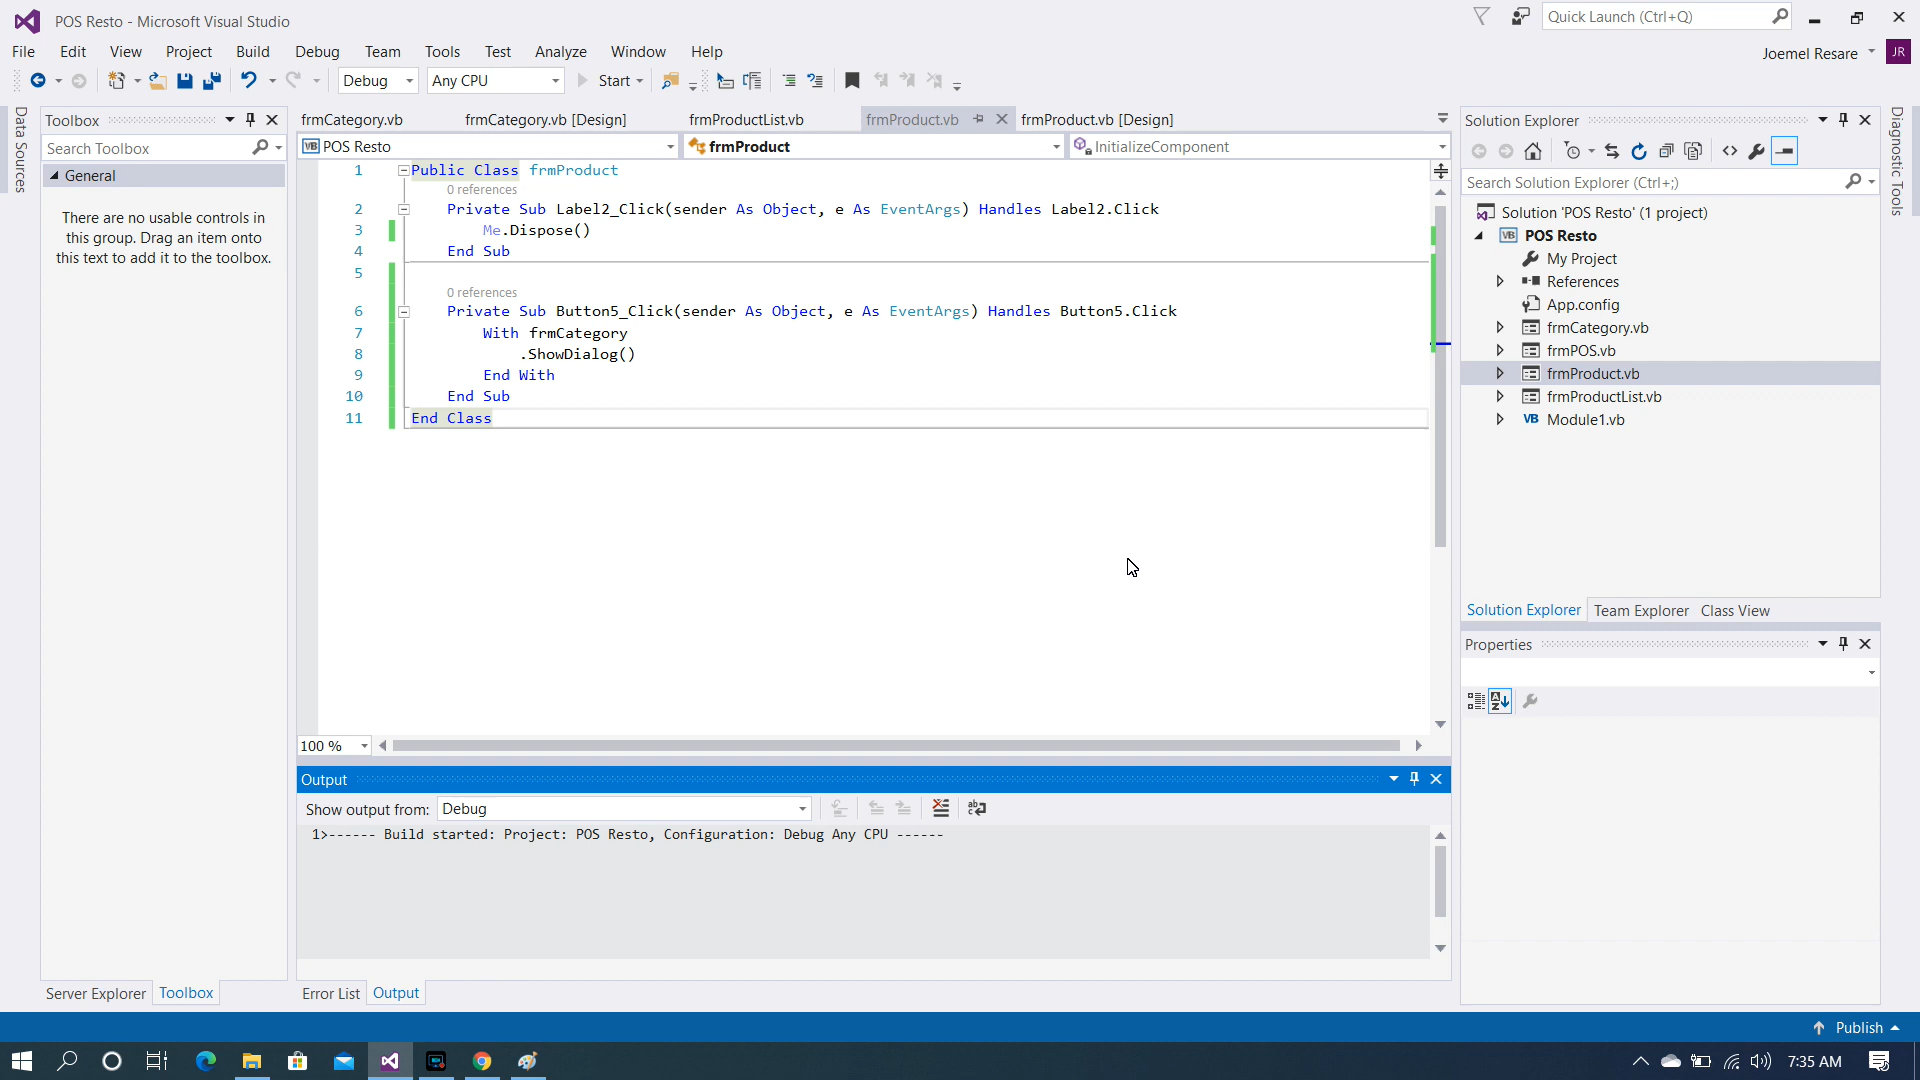 POS Resto - Microsoft Visual Studio
Quick Launch (Ctrl+Q)
File Edit View Project Build Debug Team Tools Test Analyze Window Help
Joemel Resare JR
Debug Any CPU Start
Data Sources
Toolbox
Search Toolbox
General
There are no usable controls in
this group. Drag an item onto
this text to add it to the toolbox.
Server Explorer Toolbox
frmCategory.vb frmCategory.vb [Design] frmProductList.vb frmProduct.vb frmProduct.vb [Design]
VB POS Resto frmProduct InitializeComponent
1 Public Class frmProduct
0 references
2 Private Sub Label2_Click(sender As Object, e As EventArgs) Handles Label2.Click
3 Me.Dispose()
4 End Sub
5
0 references
6 Private Sub Button5_Click(sender As Object, e As EventArgs) Handles Button5.Click
7 With frmCategory
8 .ShowDialog()
9 End With
10 End Sub
11 End Class
100 %
Output
Show output from: Debug
1>------ Build started: Project: POS Resto, Configuration: Debug Any CPU ------
Error List Output
Solution Explorer
Search Solution Explorer (Ctrl+;)
Solution 'POS Resto' (1 project)
VB POS Resto
My Project
References
App.config
frmCategory.vb
frmPOS.vb
frmProduct.vb
frmProductList.vb
VB Module1.vb
Solution Explorer Team Explorer Class View
Properties
Diagnostic Tools
Publish
7:35 AM